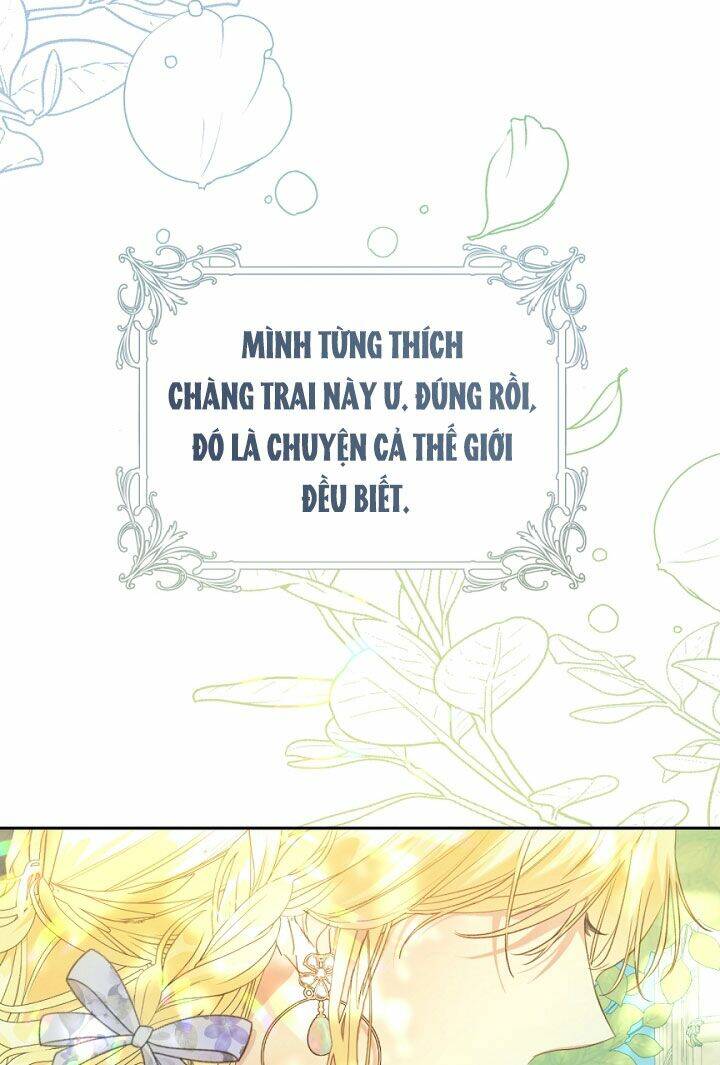 MÌNH TỪNG THÍCH
CHÀNG TRAI NÀY Ư. ĐÚNG RỒI,
ĐÓ LÀ CHUYỆN CẢ THẾ GIỚI
ĐỀU BIẾT.